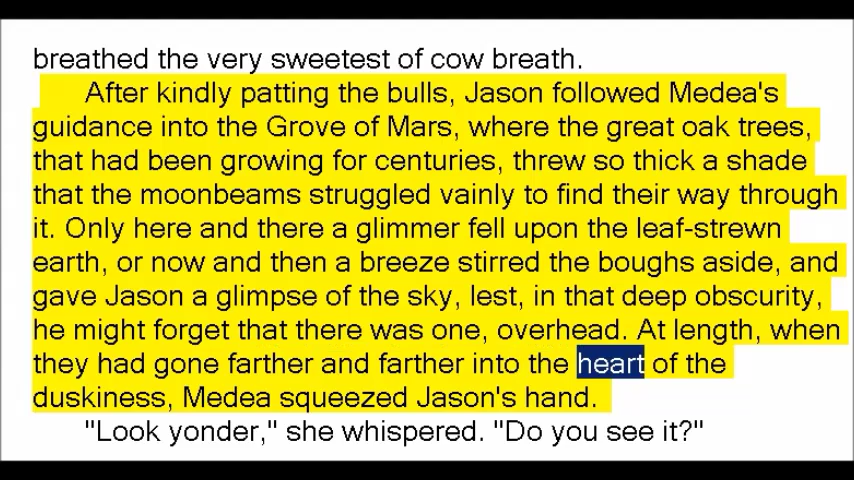 breathed the very sweetest of cow breath.
After kindly patting the bulls, Jason followed Medea's
guidance into the Grove of Mars, where the great oak trees,
that had been growing for centuries, threw so thick a shade
that the moonbeams struggled vainly to find their way through
it. Only here and there a glimmer fell upon the leaf-strewn
earth, or now and then a breeze stirred the boughs aside, and
gave Jason a glimpse of the sky, lest, in that deep obscurity,
he might forget that there was one, overhead. At length, when
they had gone farther and farther into the heart of the
duskiness, Medea squeezed Jason's hand.
"Look yonder," she whispered. "Do you see it?"